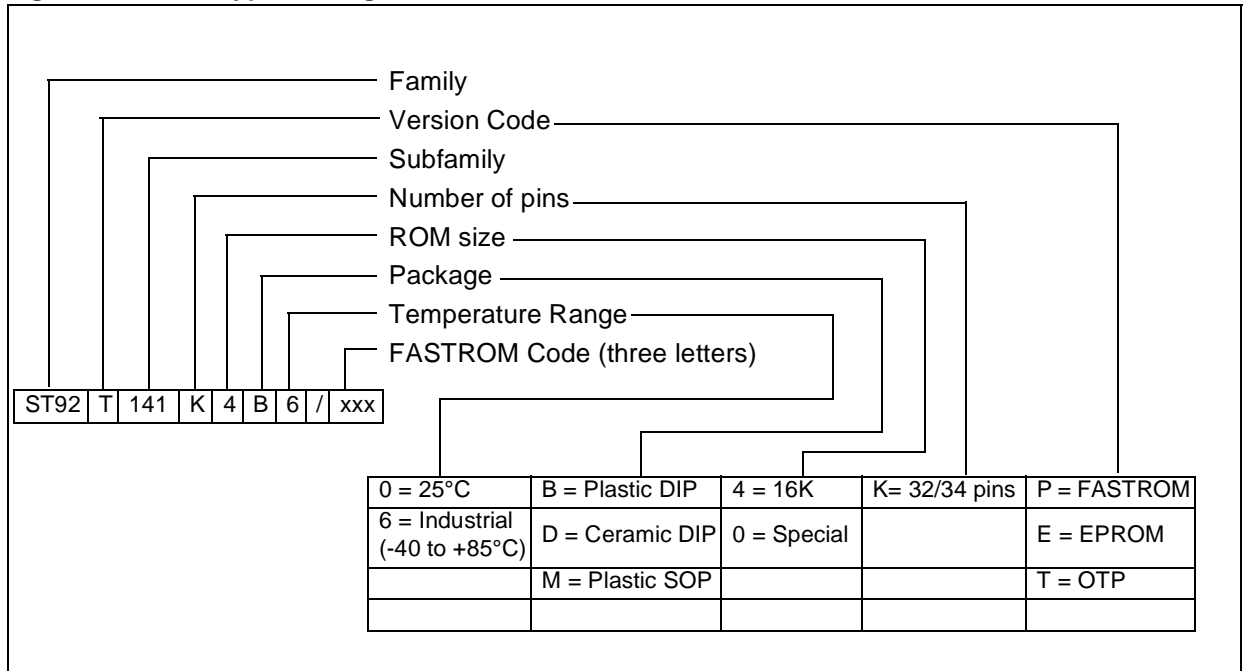 Family
Version Code
Subfamily
Number of pins
ROM size
Package
Temperature Range
FASTROM Code (three letters)
ST92 T 141 K 4 B 6 / xxx
0 = 25°C B = Plastic DIP 4 = 16K K= 32/34 pins P = FASTROM
6 = Industrial
(-40 to +85°C) D = Ceramic DIP 0 = Special E = EPROM
M = Plastic SOP T = OTP